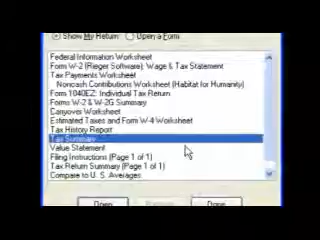 Show My Return Open a Form
Federal Information Worksheet
Form W-2 (Rieger Software): Wage & Tax Statement
Tax Payments Worksheet
Noncash Contributions Worksheet (Habitat for Humanity)
Form 1040EZ: Individual Tax Return
Forms W-2 & W-2G Summary
Carryover Worksheet
Estimated Taxes and Form W-4 Worksheet
Tax History Report
Tax Summary
Value Statement
Filing Instructions (Page 1 of 1)
Tax Return Summary (Page 1 of 1)
Compare to U. S. Averages
Open Remove Done